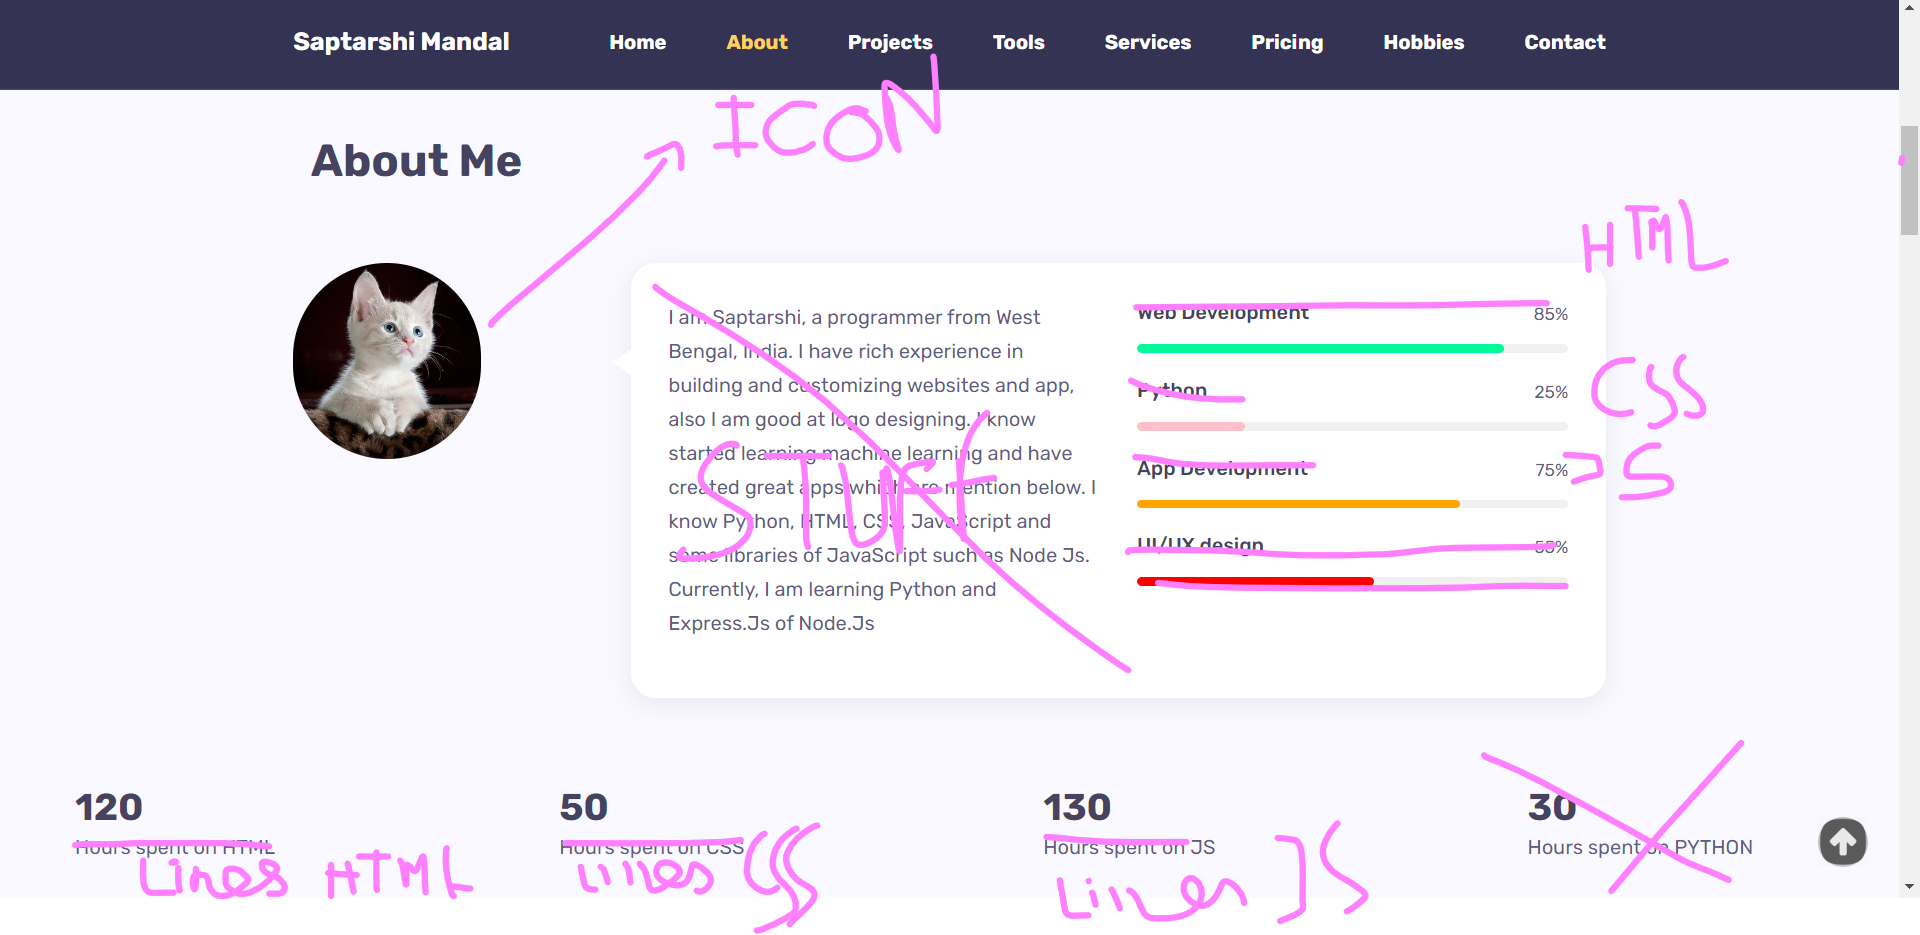 Saptarshi Mandal Home About Projects Tools Services Pricing Hobbies Contact
ICON
About Me
HTML
I am Saptarshi, a programmer from West
Bengal, India. I have rich experience in
building and customizing websites and app,
also I am good at logo designing. I know
started learning machine learning and have
created great apps which are mention below. I
know Python, HTML, CSS, JavaScript and
some libraries of JavaScript such as Node Js.
Currently, I am learning Python and
Express.Js of Node.Js
STUFF
Web Development 85%
Python 25%
CSS
App Development 75%
JS
UI/UX design 55%
120 50 130 30
Hours spent on HTML Hours spent on CSS Hours spent on JS Hours spent on PYTHON
Lines HTML Lines CSS Lines JS